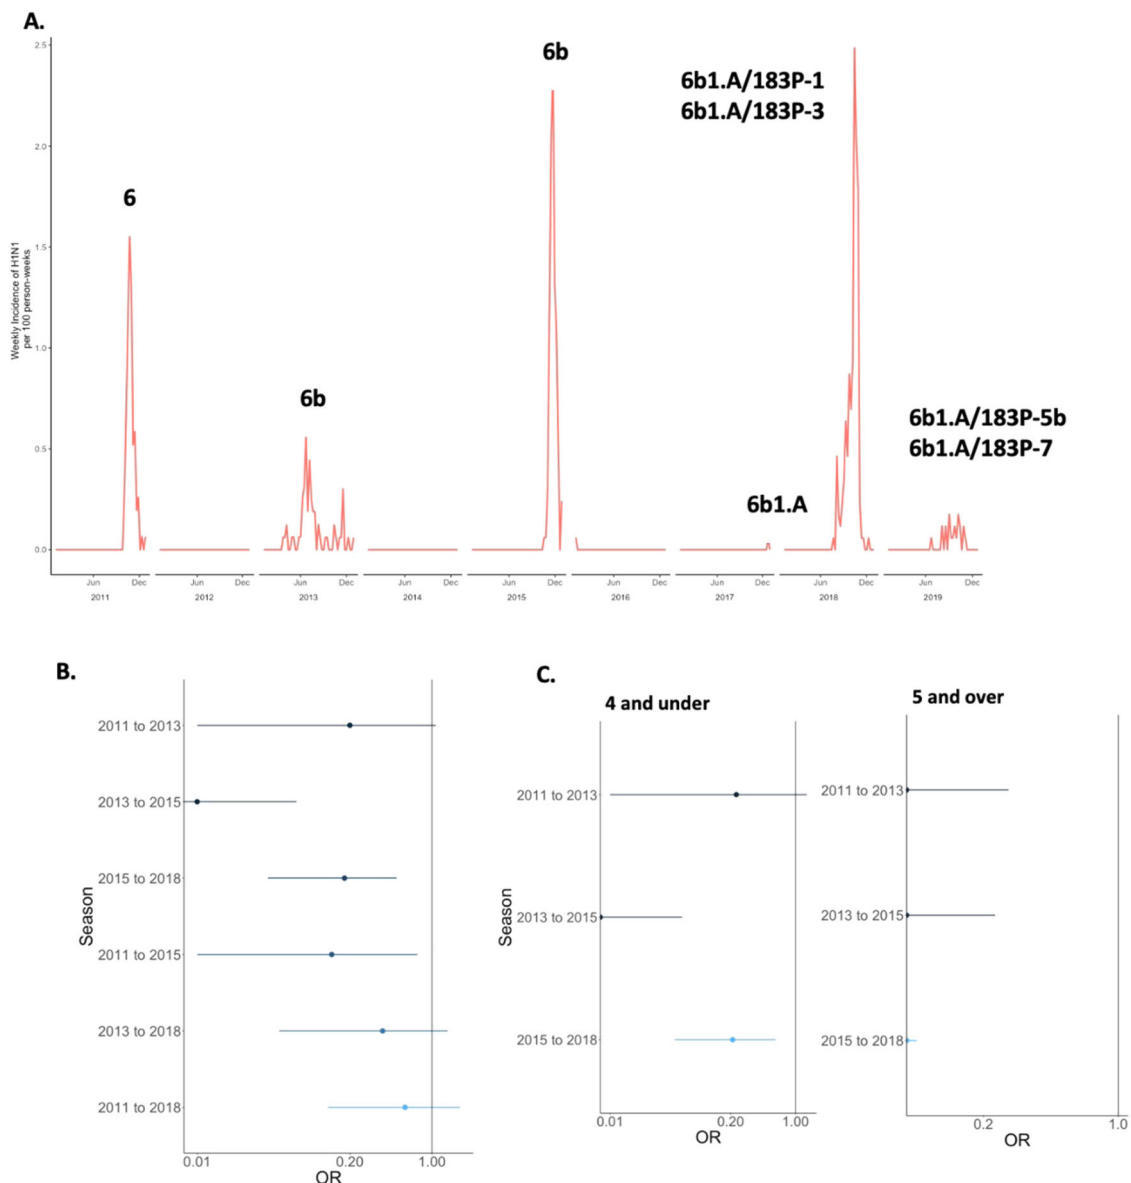 A.
2.5
2.0
1.5
1.0
0.5
0.0
Weekly Incidence of H1N1
per 100 person-weeks
6
6b
6b
6b1.A/183P-1
6b1.A/183P-3
6b1.A
6b1.A/183P-5b
6b1.A/183P-7
Jun Dec Jun Dec Jun Dec Jun Dec Jun Dec Jun Dec Jun Dec Jun Dec Jun Dec
2011 2012 2013 2014 2015 2016 2017 2018 2019
B.
Season
2011 to 2013
2013 to 2015
2015 to 2018
2011 to 2015
2013 to 2018
2011 to 2018
0.01 0.20 1.00
OR
C.
4 and under
Season
2011 to 2013
2013 to 2015
2015 to 2018
0.01 0.20 1.00
OR
5 and over
2011 to 2013
2013 to 2015
2015 to 2018
0.2 1.0
OR